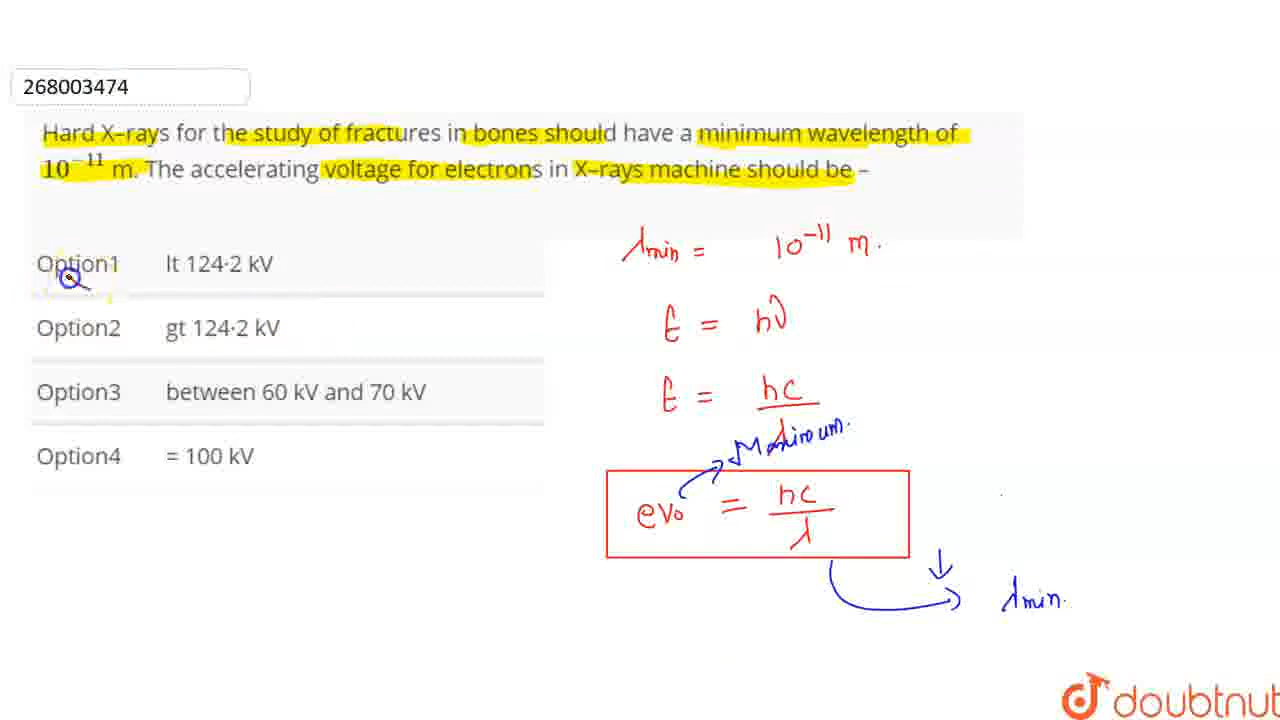 268003474
Hard X–rays for the study of fractures in bones should have a minimum wavelength of
10⁻¹¹ m. The accelerating voltage for electrons in X–rays machine should be –
Option1 lt 124·2 kV
Option2 gt 124·2 kV
Option3 between 60 kV and 70 kV
Option4 = 100 kV
λmin = 10⁻¹¹ m.
E = hν
E = hc/λ
Maximum.
eV₀ = hc/λ
λmin.
doubtnut